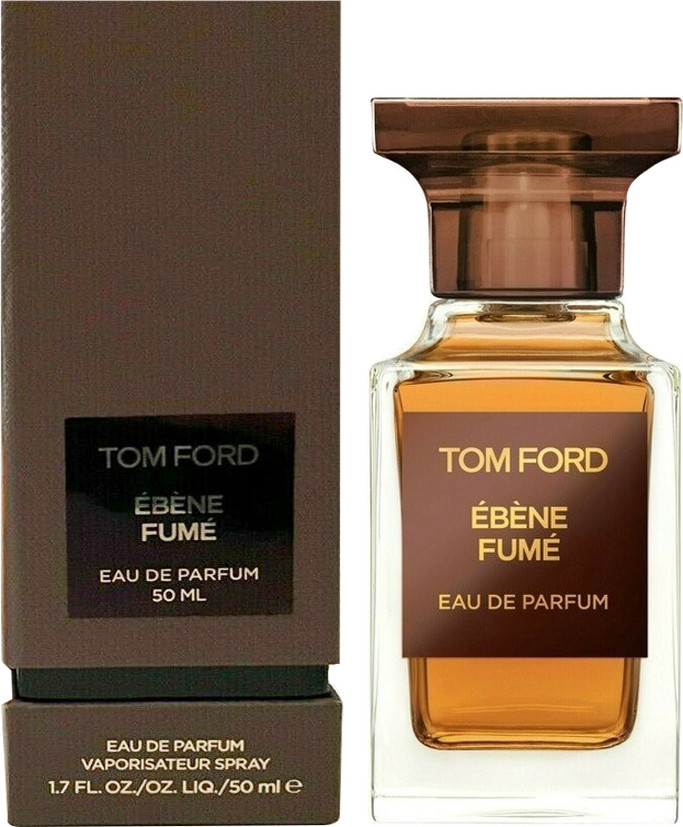 TOM FORD
ÉBÈNE
FUMÉ
EAU DE PARFUM
50 ML
EAU DE PARFUM
VAPORISATEUR SPRAY
1.7 FL. OZ./OZ. LIQ./50 ml ℮
TOM FORD
ÉBÈNE
FUMÉ
EAU DE PARFUM